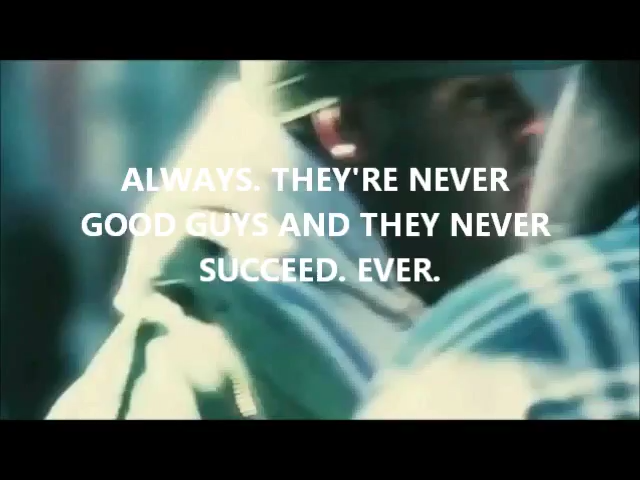 ALWAYS. THEY'RE NEVER
GOOD GUYS AND THEY NEVER
SUCCEED. EVER.